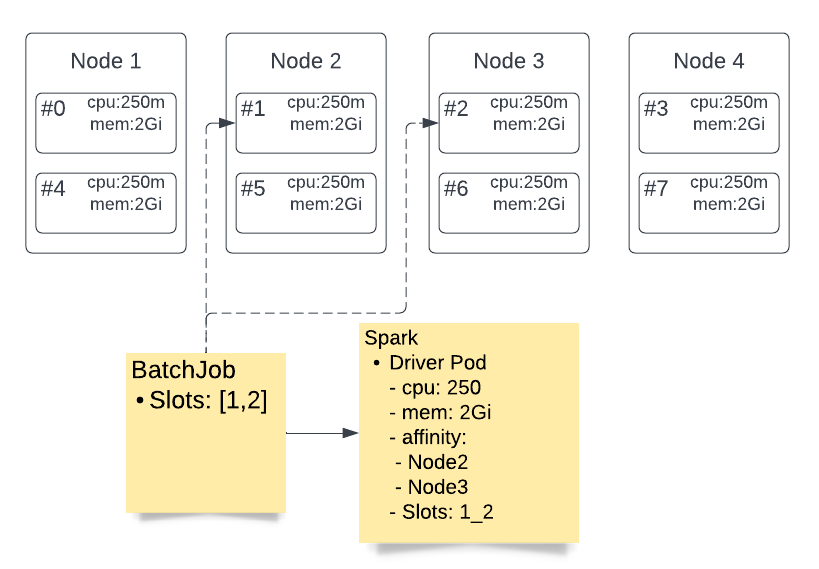 Node 1
Node 2
Node 3
Node 4
#0 cpu:250m
mem:2Gi
#1 cpu:250m
mem:2Gi
#2 cpu:250m
mem:2Gi
#3 cpu:250m
mem:2Gi
#4 cpu:250m
mem:2Gi
#5 cpu:250m
mem:2Gi
#6 cpu:250m
mem:2Gi
#7 cpu:250m
mem:2Gi
BatchJob
• Slots: [1,2]
Spark
• Driver Pod
- cpu: 250
- mem: 2Gi
- affinity:
- Node2
- Node3
- Slots: 1_2